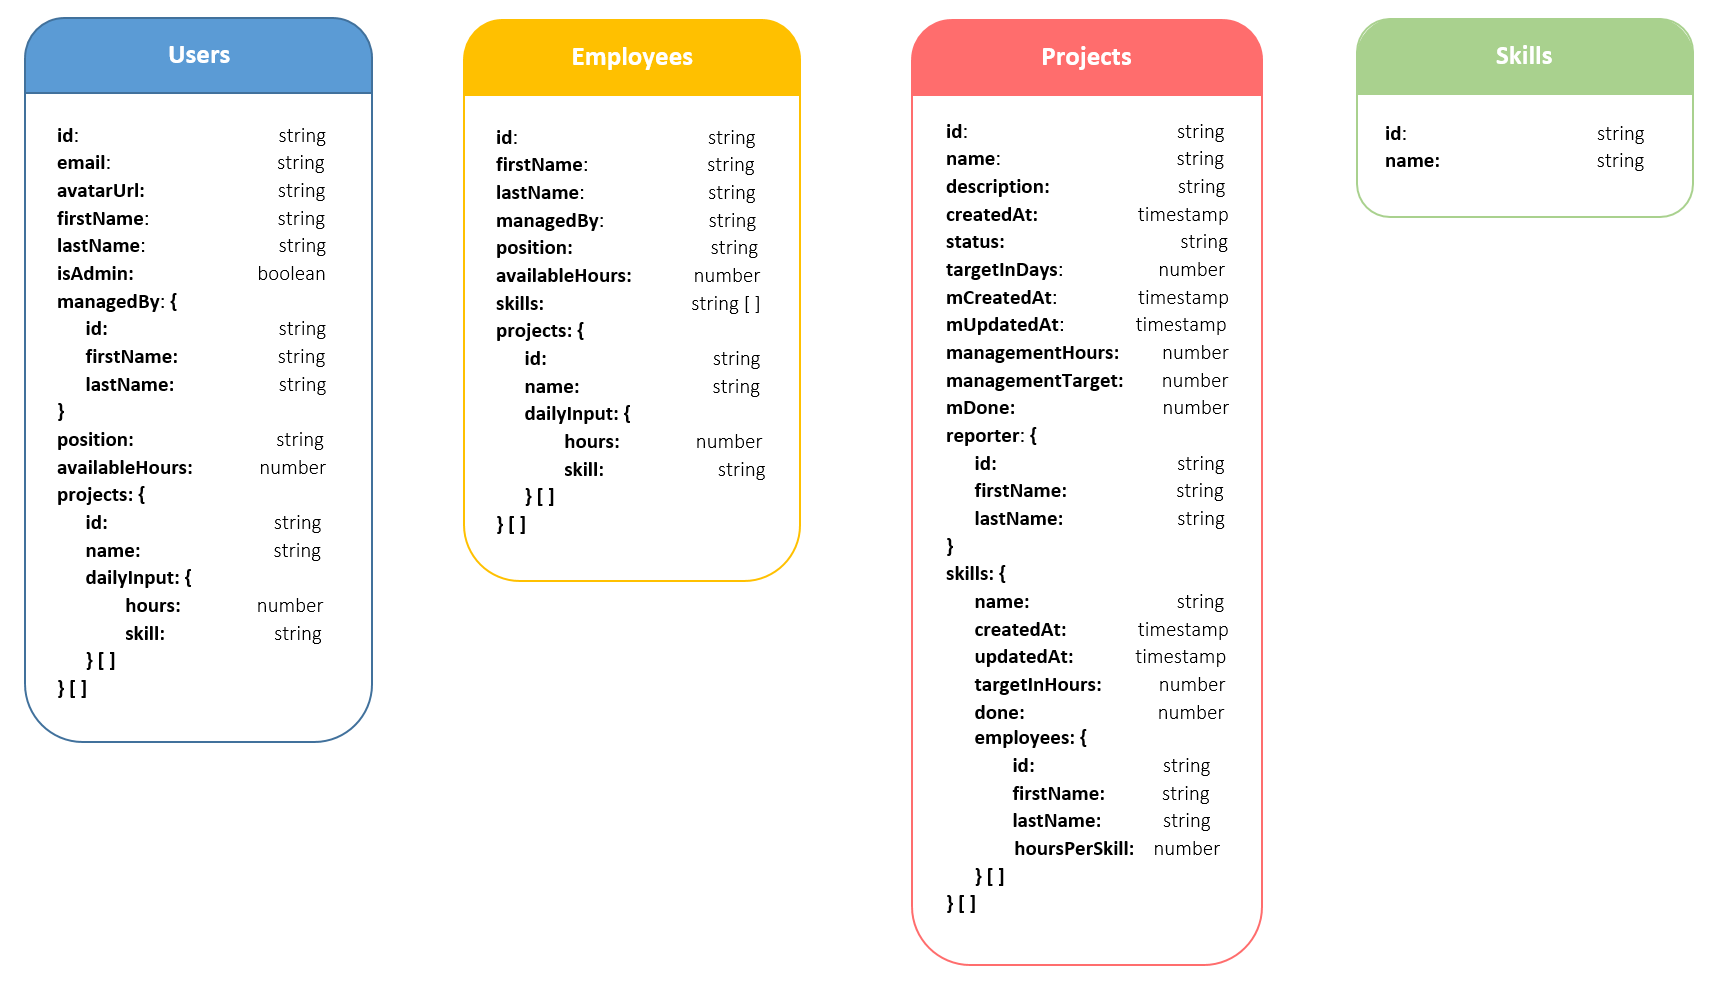 Users
id: string
email: string
avatarUrl: string
firstName: string
lastName: string
isAdmin: boolean
managedBy: {
id: string
firstName: string
lastName: string
}
position: string
availableHours: number
projects: {
id: string
name: string
dailyInput: {
hours: number
skill: string
} [ ]
} [ ]
Employees
id: string
firstName: string
lastName: string
managedBy: string
position: string
availableHours: number
skills: string [ ]
projects: {
id: string
name: string
dailyInput: {
hours: number
skill: string
} [ ]
} [ ]
Projects
id: string
name: string
description: string
createdAt: timestamp
status: string
targetInDays: number
mCreatedAt: timestamp
mUpdatedAt: timestamp
managementHours: number
managementTarget: number
mDone: number
reporter: {
id: string
firstName: string
lastName: string
}
skills: {
name: string
createdAt: timestamp
updatedAt: timestamp
targetInHours: number
done: number
employees: {
id: string
firstName: string
lastName: string
hoursPerSkill: number
} [ ]
} [ ]
Skills
id: string
name: string